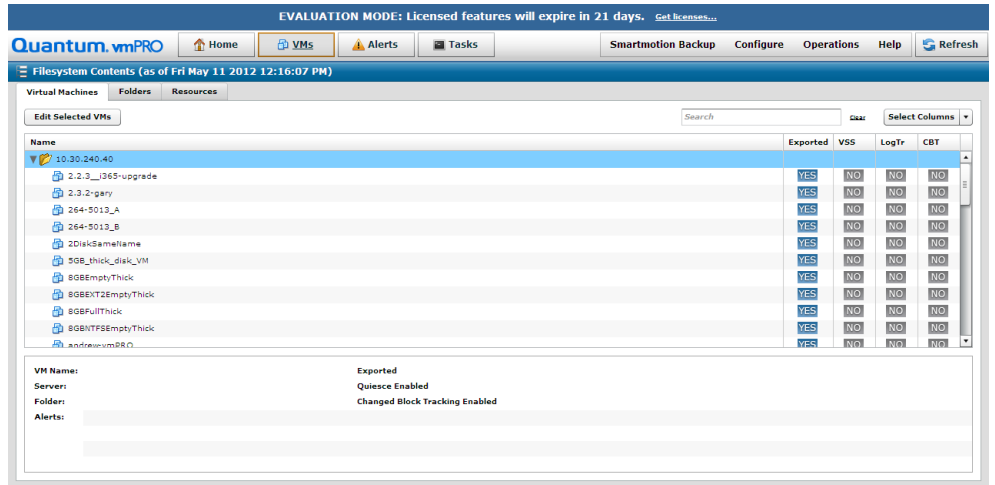 EVALUATION MODE: Licensed features will expire in 21 days. Get licenses...
Quantum. vmPRO Home VMs Alerts Tasks Smartmotion Backup Configure Operations Help Refresh
Filesystem Contents (as of Fri May 11 2012 12:16:07 PM)
Virtual Machines Folders Resources
Edit Selected VMs Search Clear Select Columns
Name Exported VSS LogTr CBT
10.30.240.40
2.2.3__i365-upgrade YES NO NO NO
2.3.2-gary YES NO NO NO
264-5013_A YES NO NO NO
264-5013_B YES NO NO NO
2DiskSameName YES NO NO NO
5GB_thick_disk_VM YES NO NO NO
8GBEmptyThick YES NO NO NO
8GBEXT2EmptyThick YES NO NO NO
8GBFullThick YES NO NO NO
8GBNTFSEmptyThick YES NO NO NO
andrew-vmPRO YES NO NO NO
VM Name: Exported
Server: Quiesce Enabled
Folder: Changed Block Tracking Enabled
Alerts: